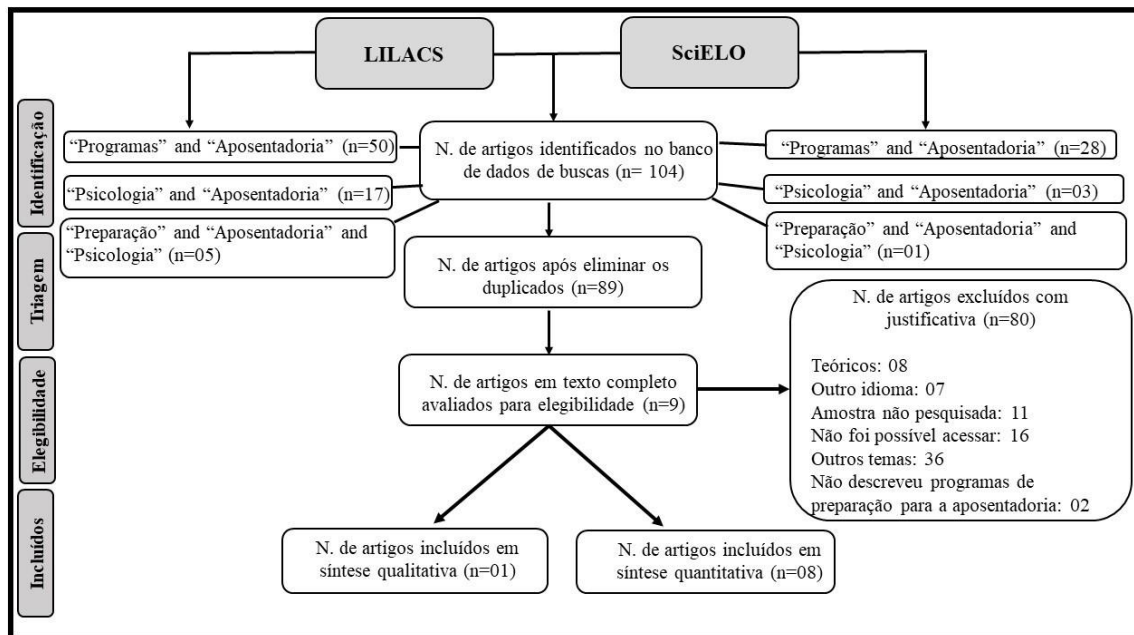 LILACS
SciELO
Identificação
“Programas” and “Aposentadoria” (n=50)
“Psicologia” and “Aposentadoria” (n=17)
“Preparação” and “Aposentadoria” and
“Psicologia” (n=05)
N. de artigos identificados no banco
de dados de buscas (n= 104)
“Programas” and “Aposentadoria” (n=28)
“Psicologia” and “Aposentadoria” (n=03)
“Preparação” and “Aposentadoria” and
“Psicologia” (n=01)
Triagem
N. de artigos após eliminar os
duplicados (n=89)
N. de artigos excluídos com
justificativa (n=80)
Teóricos: 08
Outro idioma: 07
Amostra não pesquisada: 11
Não foi possível acessar: 16
Outros temas: 36
Não descreveu programas de
preparação para a aposentadoria: 02
Elegibilidade
N. de artigos em texto completo
avaliados para elegibilidade (n=9)
Incluídos
N. de artigos incluídos em
síntese qualitativa (n=01)
N. de artigos incluídos em
síntese quantitativa (n=08)